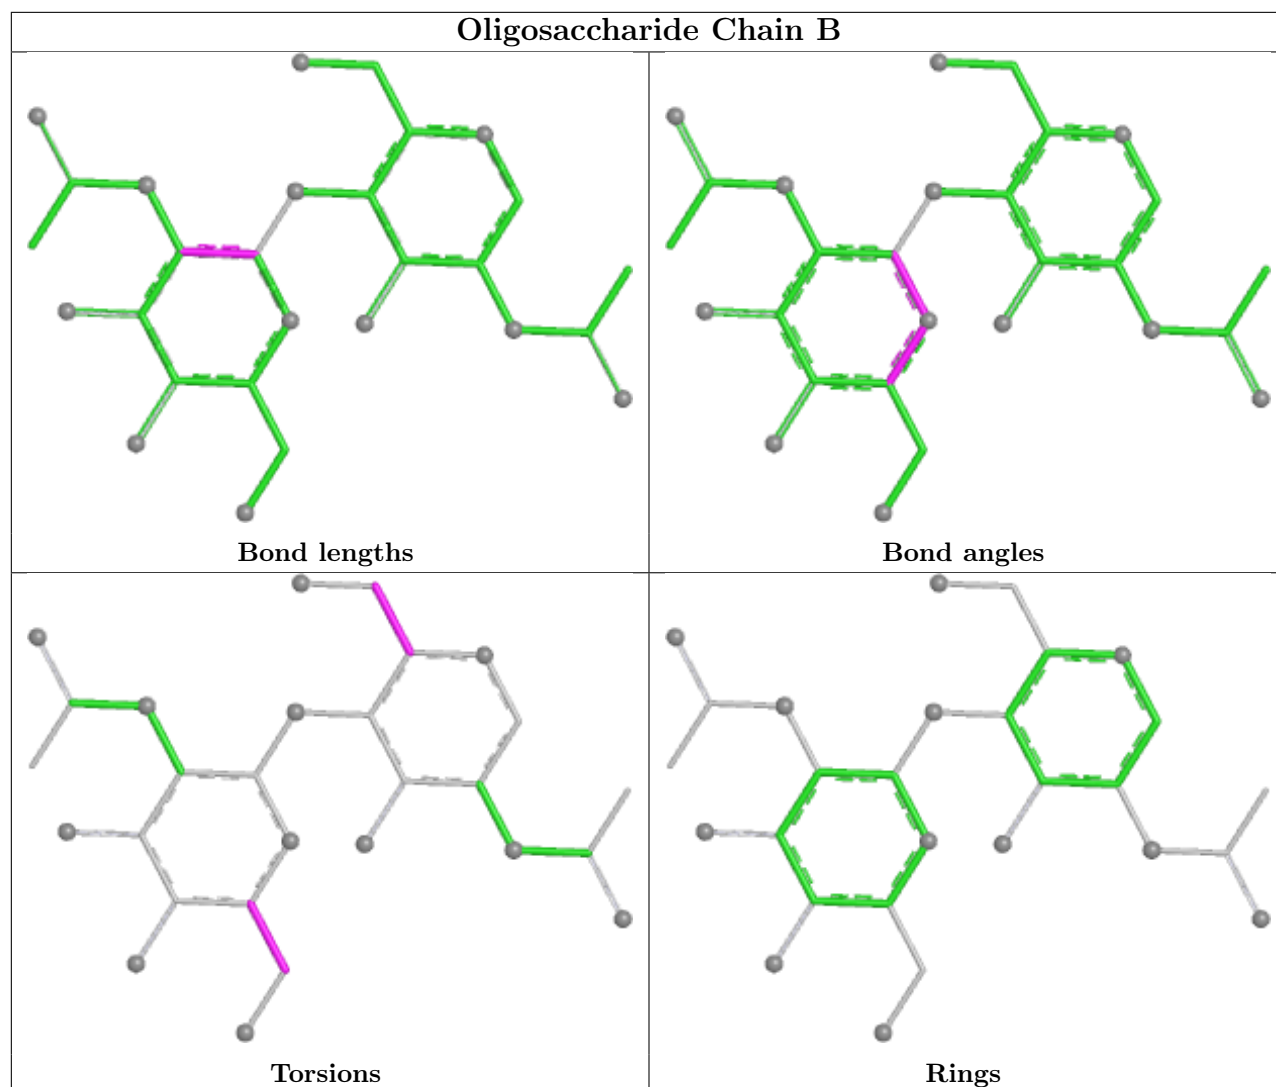 Oligosaccharide Chain B
Bond lengths
Bond angles
Torsions
Rings